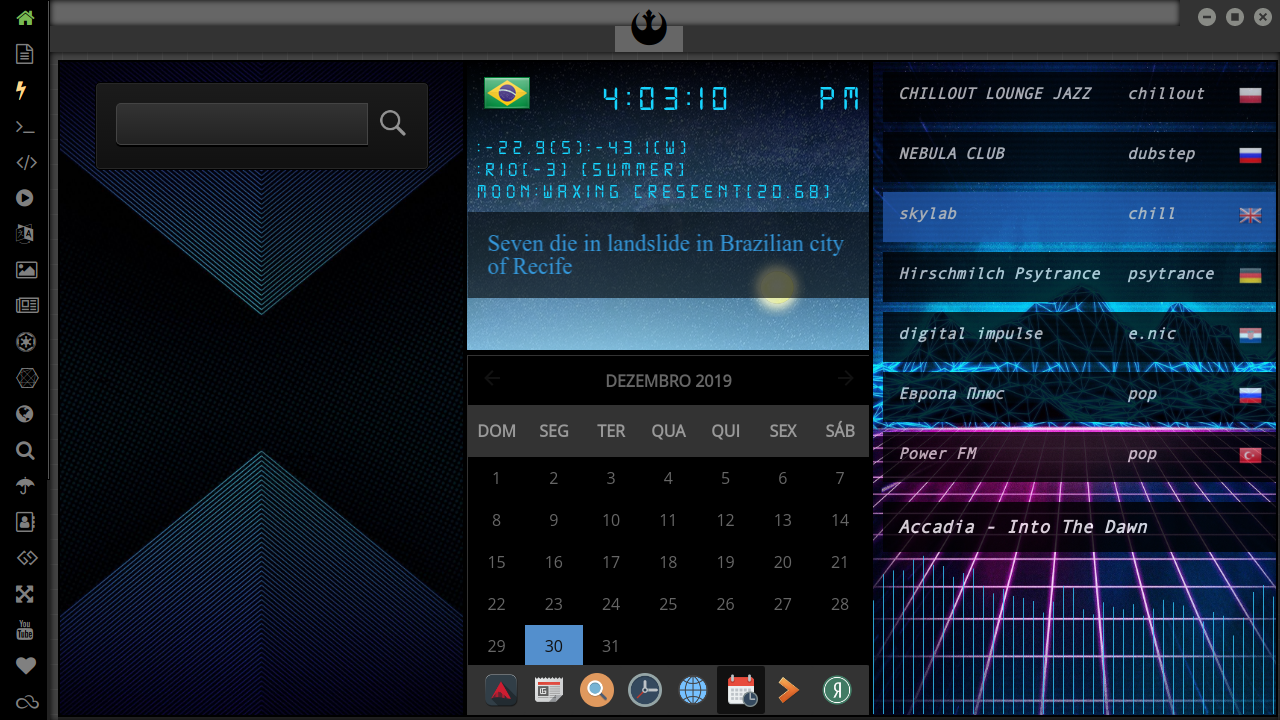 4:03:10 PM
:-22.9(S):-43.1(W)
:RIO(-3) (SUMMER)
MOON:WAXING CRESCENT(20.68)
Seven die in landslide in Brazilian city
of Recife
DEZEMBRO 2019
DOM SEG TER QUA QUI SEX SÁB
1 2 3 4 5 6 7
8 9 10 11 12 13 14
15 16 17 18 19 20 21
22 23 24 25 26 27 28
29 30 31
CHILLOUT LOUNGE JAZZ chillout
NEBULA CLUB dubstep
skylab chill
Hirschmilch Psytrance psytrance
digital impulse e.nic
Европа Плюс pop
Power FM pop
Accadia - Into The Dawn
You
Tube
Я